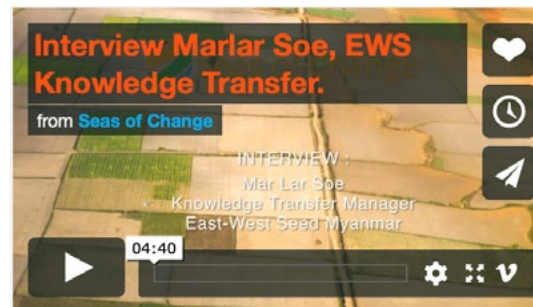 Interview Marlar Soe, EWS
Knowledge Transfer.
from Seas of Change
INTERVIEW :
Mar Lar Soe
Knowledge Transfer Manager
East-West Seed Myanmar
04:40